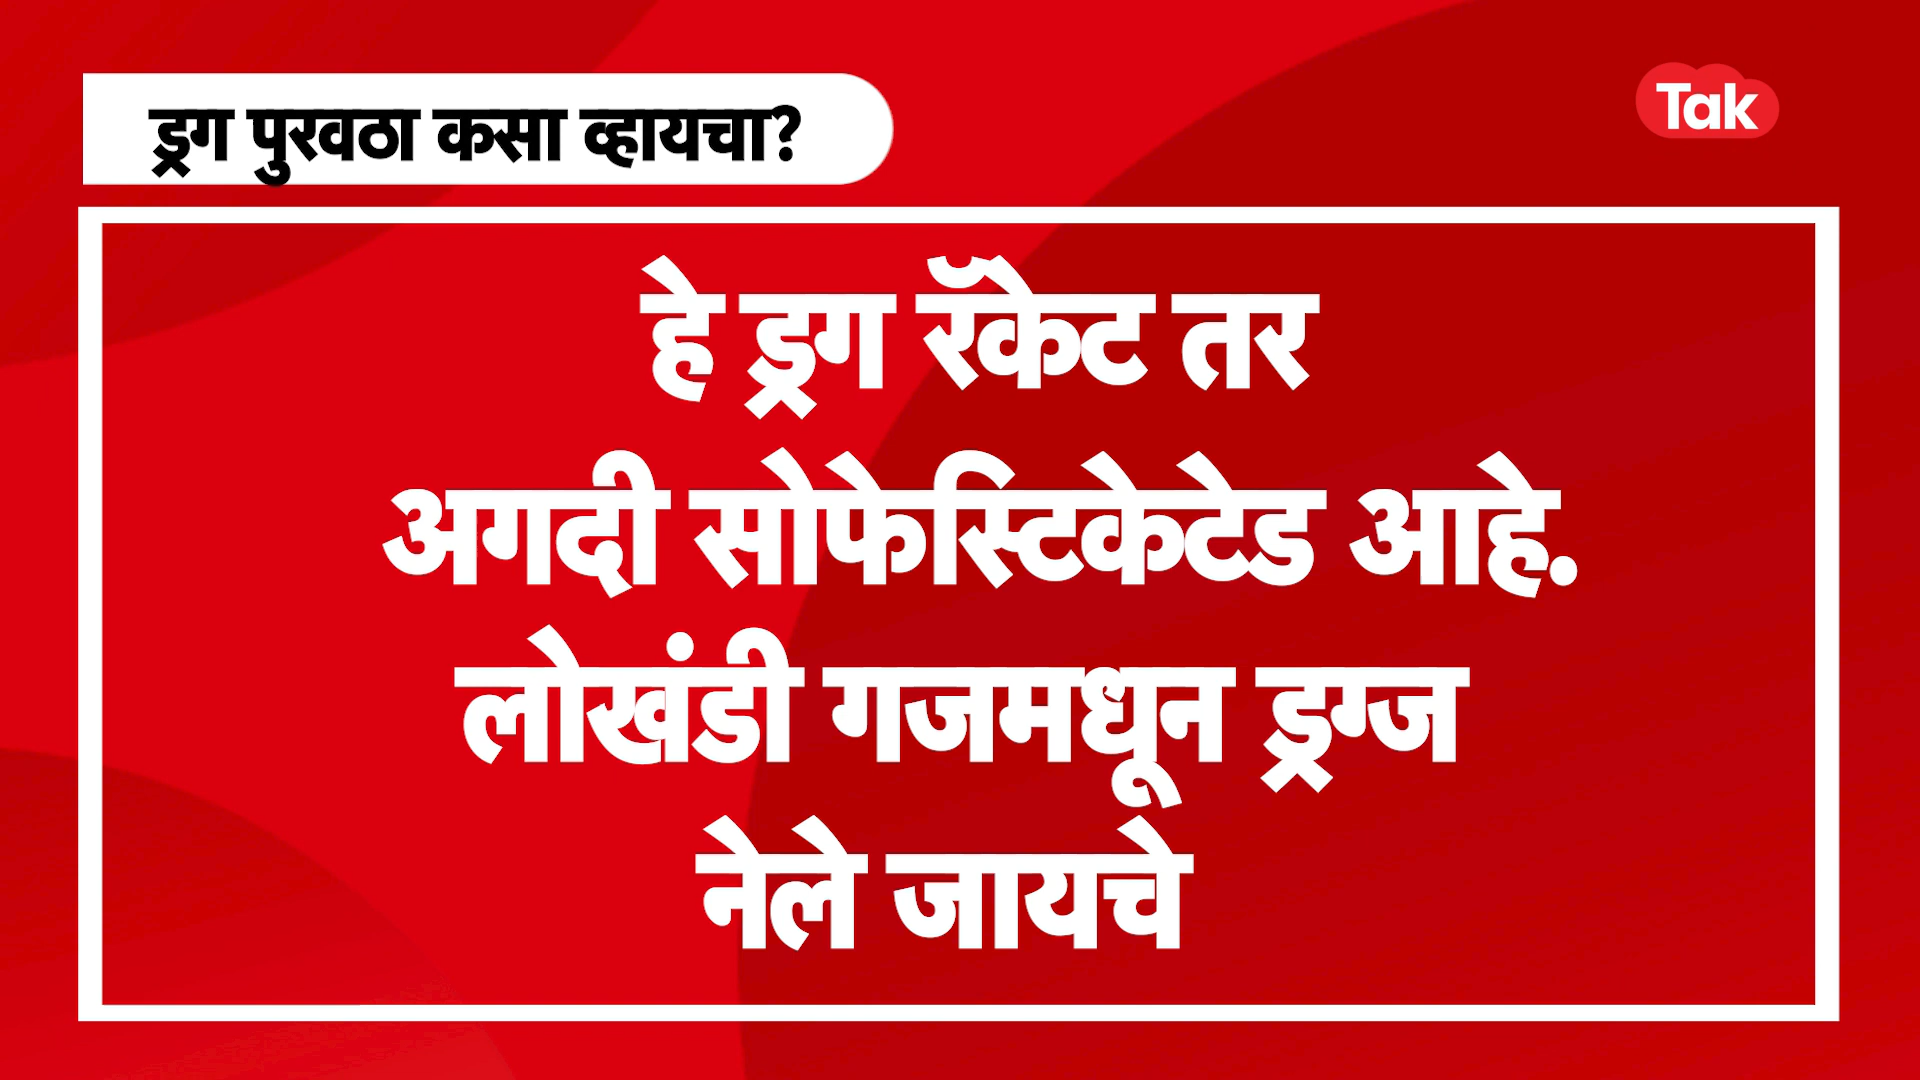 ड्रग पुरवठा कसा व्हायचा?
Tak
हे ड्रग रॅकेट तर
अगदी सोफेस्टिकेटेड आहे.
लोखंडी गजमधून ड्रग्ज
नेले जायचे